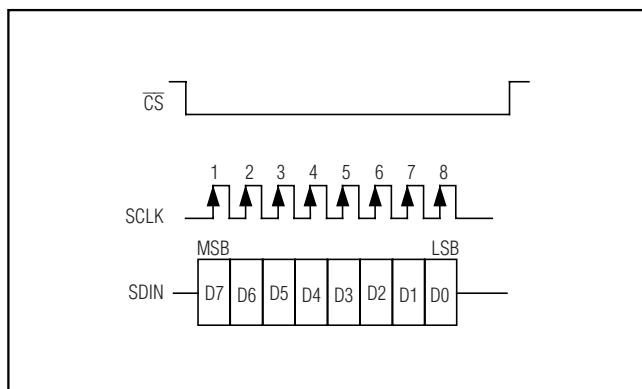 CS
1 2 3 4 5 6 7 8
SCLK
MSB LSB
SDIN D7 D6 D5 D4 D3 D2 D1 D0